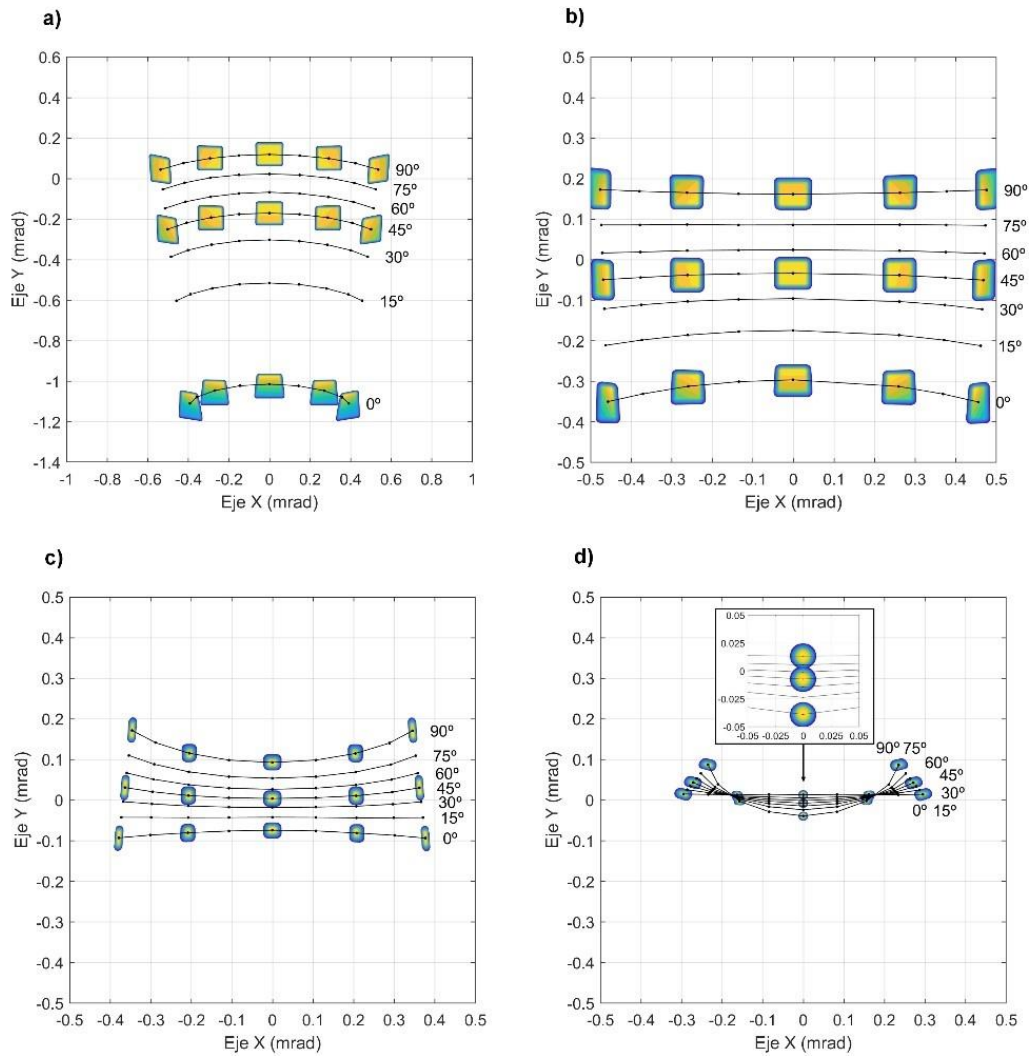 a)
0.6
0.4
0.2
0
-0.2
-0.4
-0.6
-0.8
-1
-1.2
-1.4
Eje Y (mrad)
90º
75º
60º
45º
30º
15º
0º
-1 -0.8 -0.6 -0.4 -0.2 0 0.2 0.4 0.6 0.8 1
Eje X (mrad)
b)
0.5
0.4
0.3
0.2
0.1
0
-0.1
-0.2
-0.3
-0.4
-0.5
Eje Y (mrad)
90º
75º
60º
45º
30º
15º
0º
-0.5 -0.4 -0.3 -0.2 -0.1 0 0.1 0.2 0.3 0.4 0.5
Eje X (mrad)
c)
0.5
0.4
0.3
0.2
0.1
0
-0.1
-0.2
-0.3
-0.4
-0.5
Eje Y (mrad)
90º
75º
60º
45º
30º
15º
0º
-0.5 -0.4 -0.3 -0.2 -0.1 0 0.1 0.2 0.3 0.4 0.5
Eje X (mrad)
d)
0.5
0.4
0.3
0.2
0.1
0
-0.1
-0.2
-0.3
-0.4
-0.5
Eje Y (mrad)
0.05
0.025
0
-0.025
-0.05
-0.05 -0.025 0 0.025 0.05
90º 75º
60º
45º
30º
0º 15º
-0.5 -0.4 -0.3 -0.2 -0.1 0 0.1 0.2 0.3 0.4 0.5
Eje X (mrad)